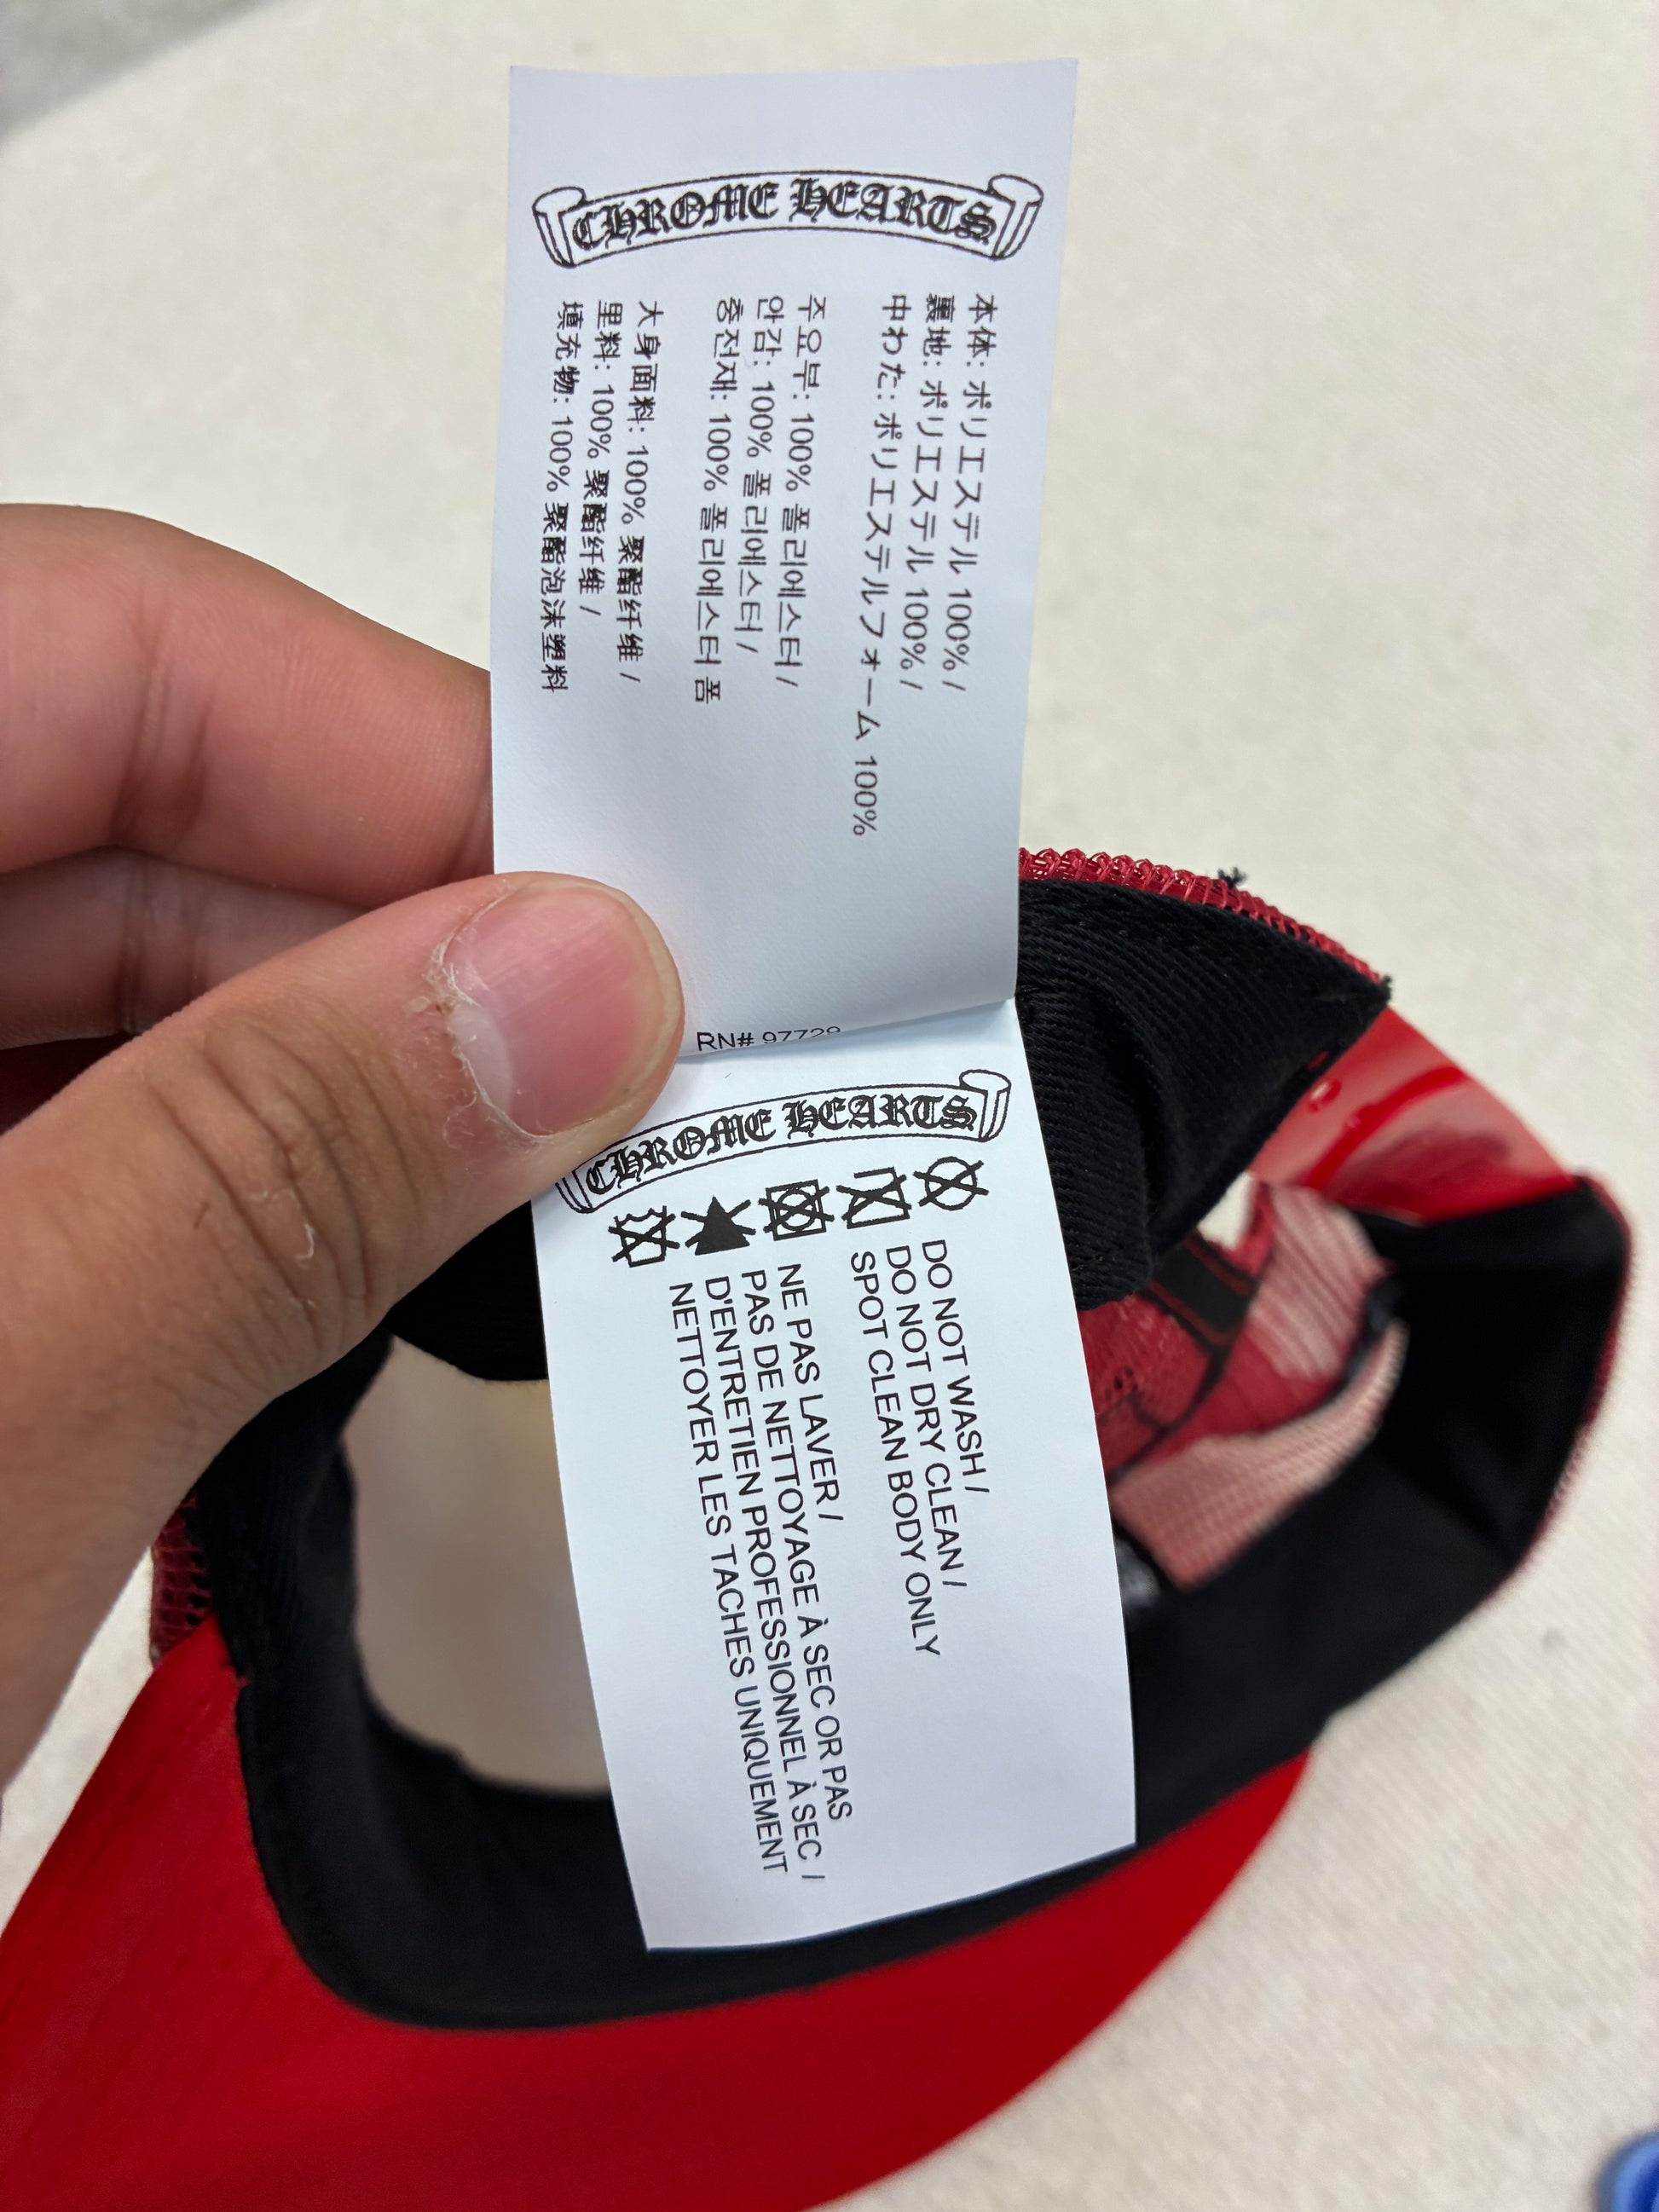 CHROME HEARTS
本体: ポリエステル 100% /
裏地: ポリエステル 100% /
中わた: ポリエステルフォーム 100%
주요부: 100% 폴리에스터 /
안감: 100% 폴리에스터 /
충전재: 100% 폴리에스터 폼
大身面料: 100% 聚酯纤维 /
里料: 100% 聚酯纤维 /
填充物: 100% 聚酯泡沫塑料
RN# 97729
CHROME HEARTS
DO NOT WASH /
DO NOT DRY CLEAN /
SPOT CLEAN BODY ONLY
NE PAS LAVER /
PAS DE NETTOYAGE À SEC OR PAS
D'ENTRETIEN PROFESSIONNEL À SEC /
NETTOYER LES TACHES UNIQUEMENT